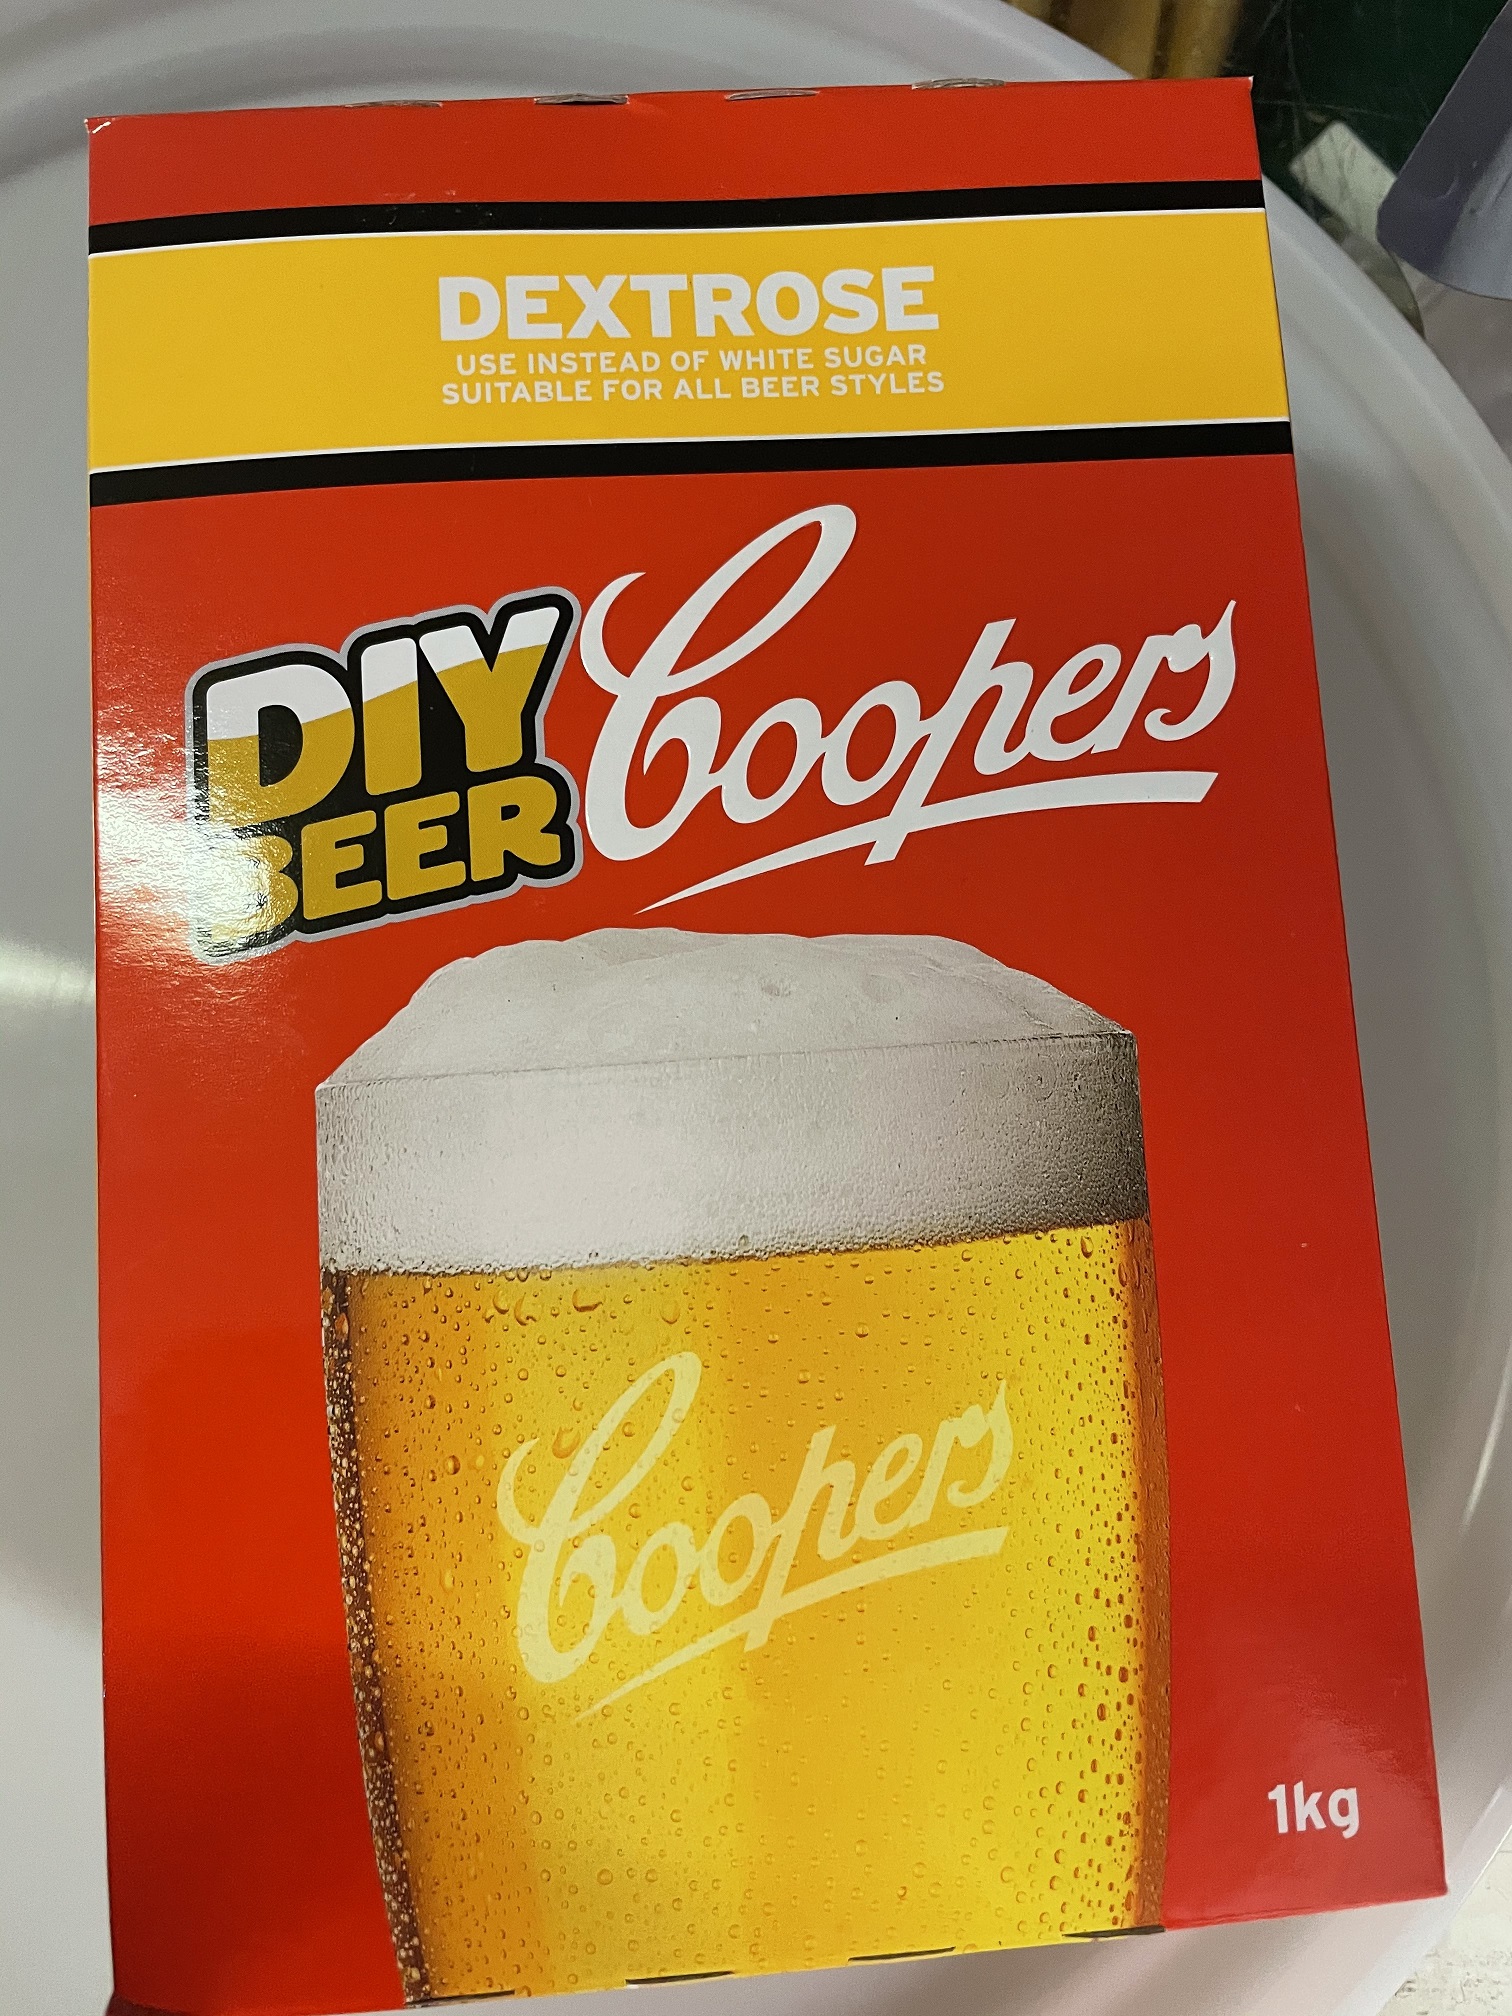 DEXTROSE
USE INSTEAD OF WHITE SUGAR
SUITABLE FOR ALL BEER STYLES
DIY
BEER
Coopers
Coopers
1kg